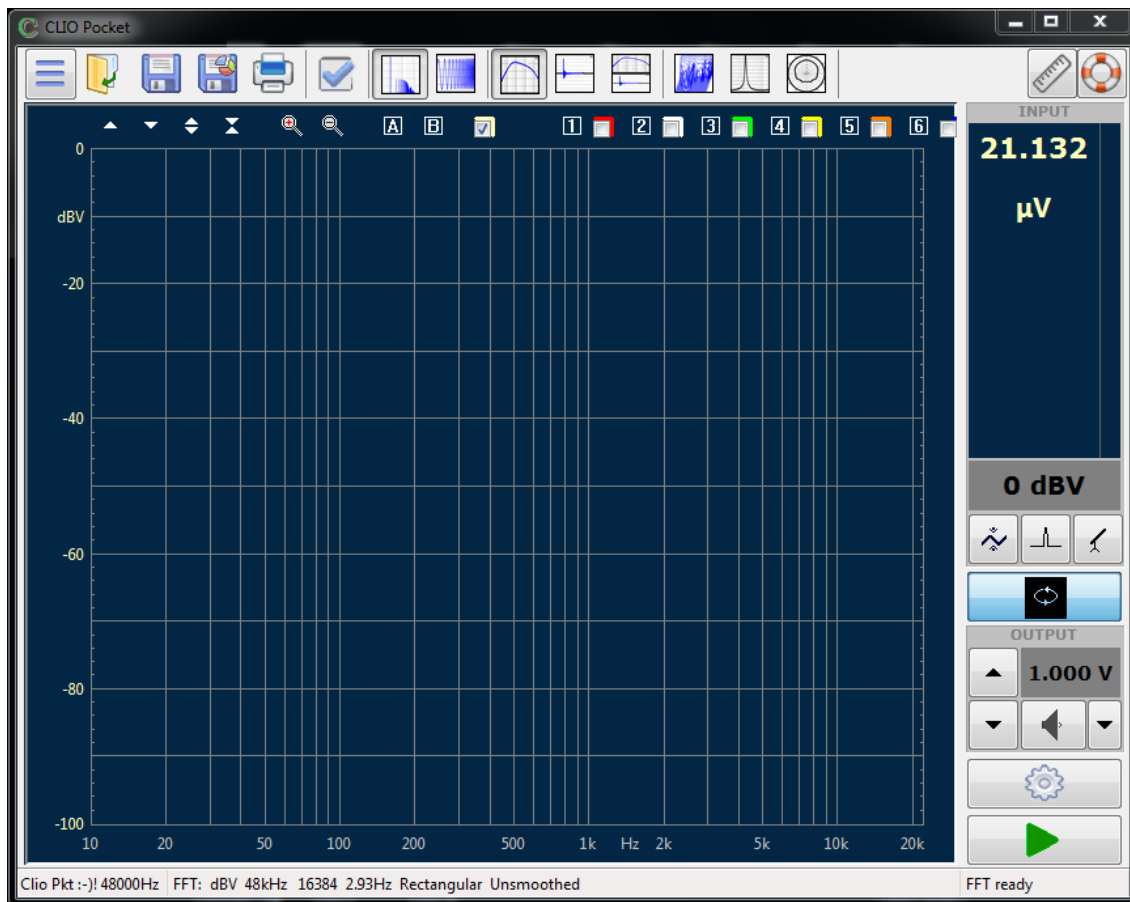 CLIO Pocket
INPUT
21.132
µV
0 dBV
OUTPUT
1.000 V
A B 1 2 3 4 5 6
0
dBV
-20
-40
-60
-80
-100
10 20 50 100 200 500 1k Hz 2k 5k 10k 20k
Clio Pkt :-)! 48000Hz FFT: dBV 48kHz 16384 2.93Hz Rectangular Unsmoothed FFT ready